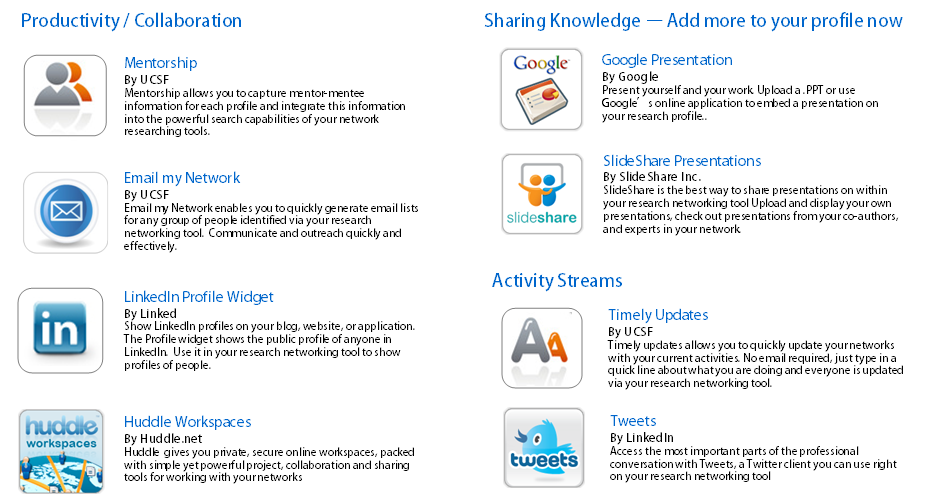 Productivity / Collaboration
Mentorship
By UCSF
Mentorship allows you to capture mentor-mentee
information for each profile and integrate this information
into the powerful search capabilities of your network
researching tools.
Email my Network
By UCSF
Email my Network enables you to quickly generate email lists
for any group of people identified via your research
networking tool. Communicate and outreach quickly and
effectively.
in
LinkedIn Profile Widget
By Linked
Show LinkedIn profiles on your blog, website, or application.
The Profile widget shows the public profile of anyone in
LinkedIn. Use it in your research networking tool to show
profiles of people.
huddle
workspaces
Huddle Workspaces
By Huddle.net
Huddle gives you private, secure online workspaces, packed
with simple yet powerful project, collaboration and sharing
tools for working with your networks
Sharing Knowledge — Add more to your profile now
Google
Google Presentation
By Google
Present yourself and your work. Upload a .PPT or use
Google's online application to embed a presentation on
your research profile..
slideshare
SlideShare Presentations
By SlideShare Inc.
SlideShare is the best way to share presentations on within
your research networking tool Upload and display your own
presentations, check out presentations from your co-authors,
and experts in your network.
Activity Streams
AA
Timely Updates
By UCSF
Timely updates allows you to quickly update your networks
with your current activities. No email required, just type in a
quick line about what you are doing and everyone is updated
via your research networking tool.
tweets
Tweets
By LinkedIn
Access the most important parts of the professional
conversation with Tweets, a Twitter client you can use right
on your research networking tool